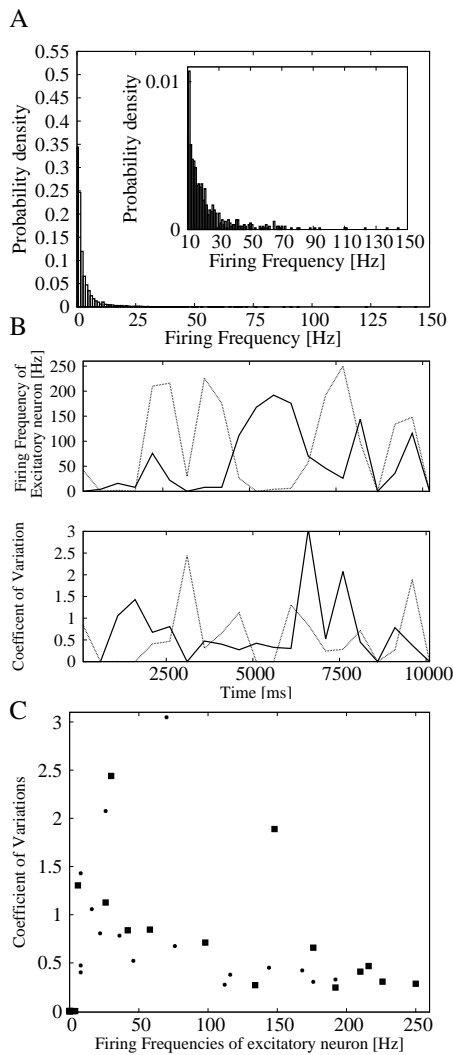 A
0.55
0.5
0.45
0.4
0.35
0.3
0.25
0.2
0.15
0.1
0.05
0
Probability density
0 25 50 75 100 125 150
Firing Frequency [Hz]
0.01
0
Probability density
10 30 50 70 90 110 130 150
Firing Frequency [Hz]
B
250
200
150
100
50
0
Firing Frequency of
Excitatory neuron [Hz]
3
2.5
2
1.5
1
0.5
0
Coefficent of Variation
2500 5000 7500 10000
Time [ms]
C
3
2.5
2
1.5
1
0.5
0
Coefficient of Variations
0 50 100 150 200 250
Firing Frequencies of excitatory neuron [Hz]